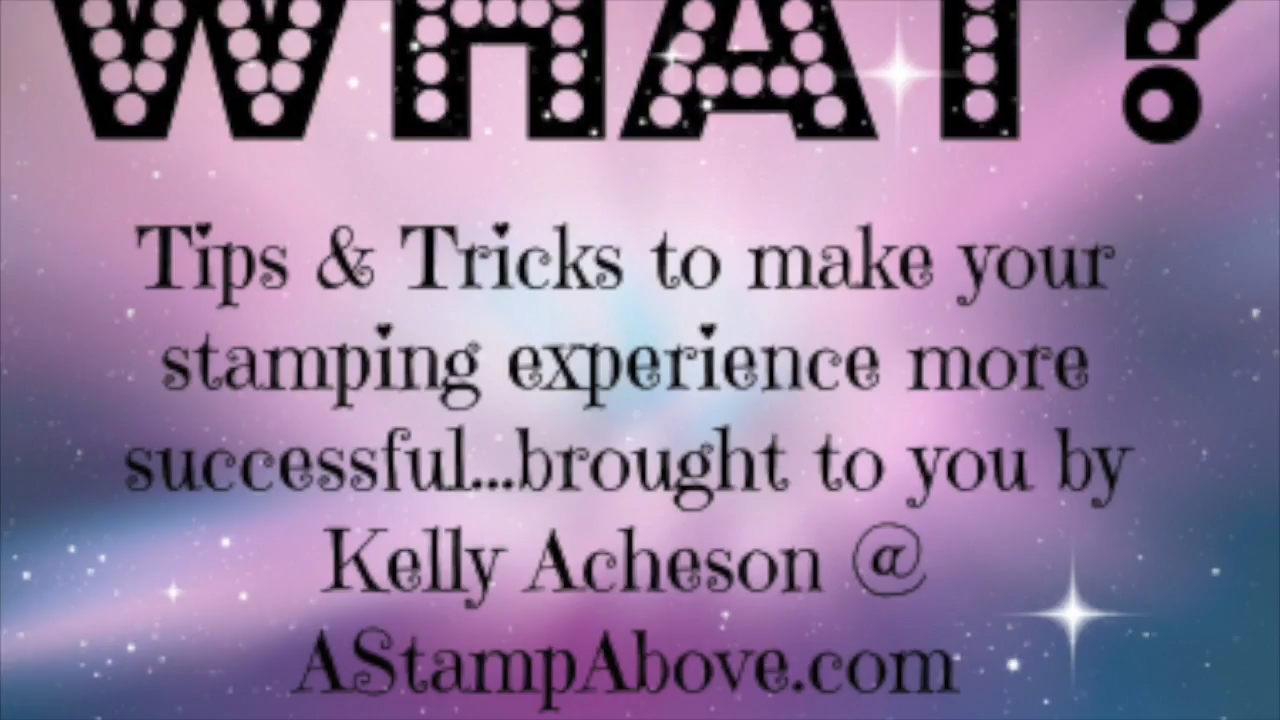 WHAT?
Tips & Tricks to make your
stamping experience more
successful...brought to you by
Kelly Acheson @
AStampAbove.com